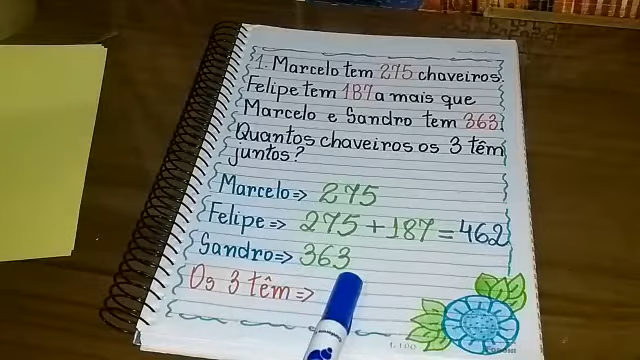 1. Marcelo tem 275 chaveiros.
Felipe tem 187 a mais que
Marcelo e Sandro tem 363.
Quantos chaveiros os 3 têm
juntos?
Marcelo=> 275
Felipe=> 275+187=462
Sandro=> 363
Os 3 têm=>